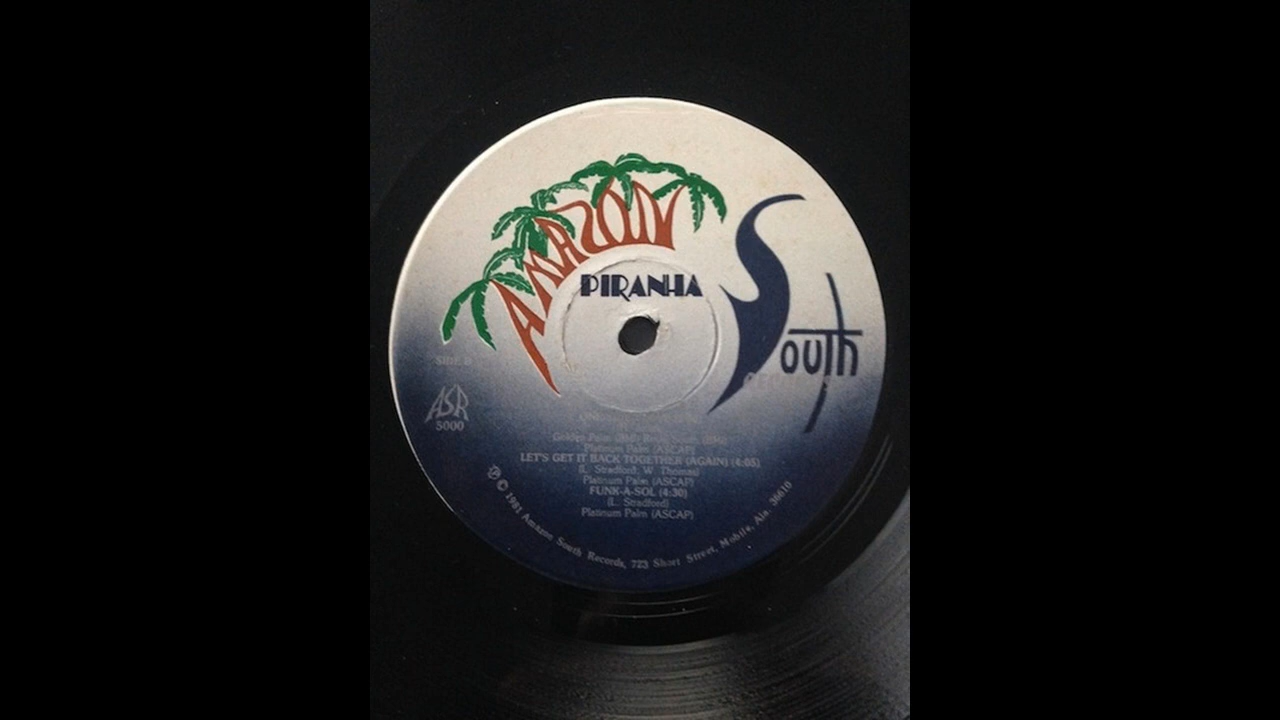 AMAZON
PIRANHA
South
SIDE B
ASR
5000
Platinum Palm (ASCAP)
LET'S GET IT BACK TOGETHER (AGAIN) (4:05)
(L. Stradford, W. Thomas)
Platinum Palm (ASCAP)
FUNK-A-SOL (4:30)
(L. Stradford)
Platinum Palm (ASCAP)
℗ © 1981 Amazon South Records, 723 Short Street, Mobile, Ala. 36610